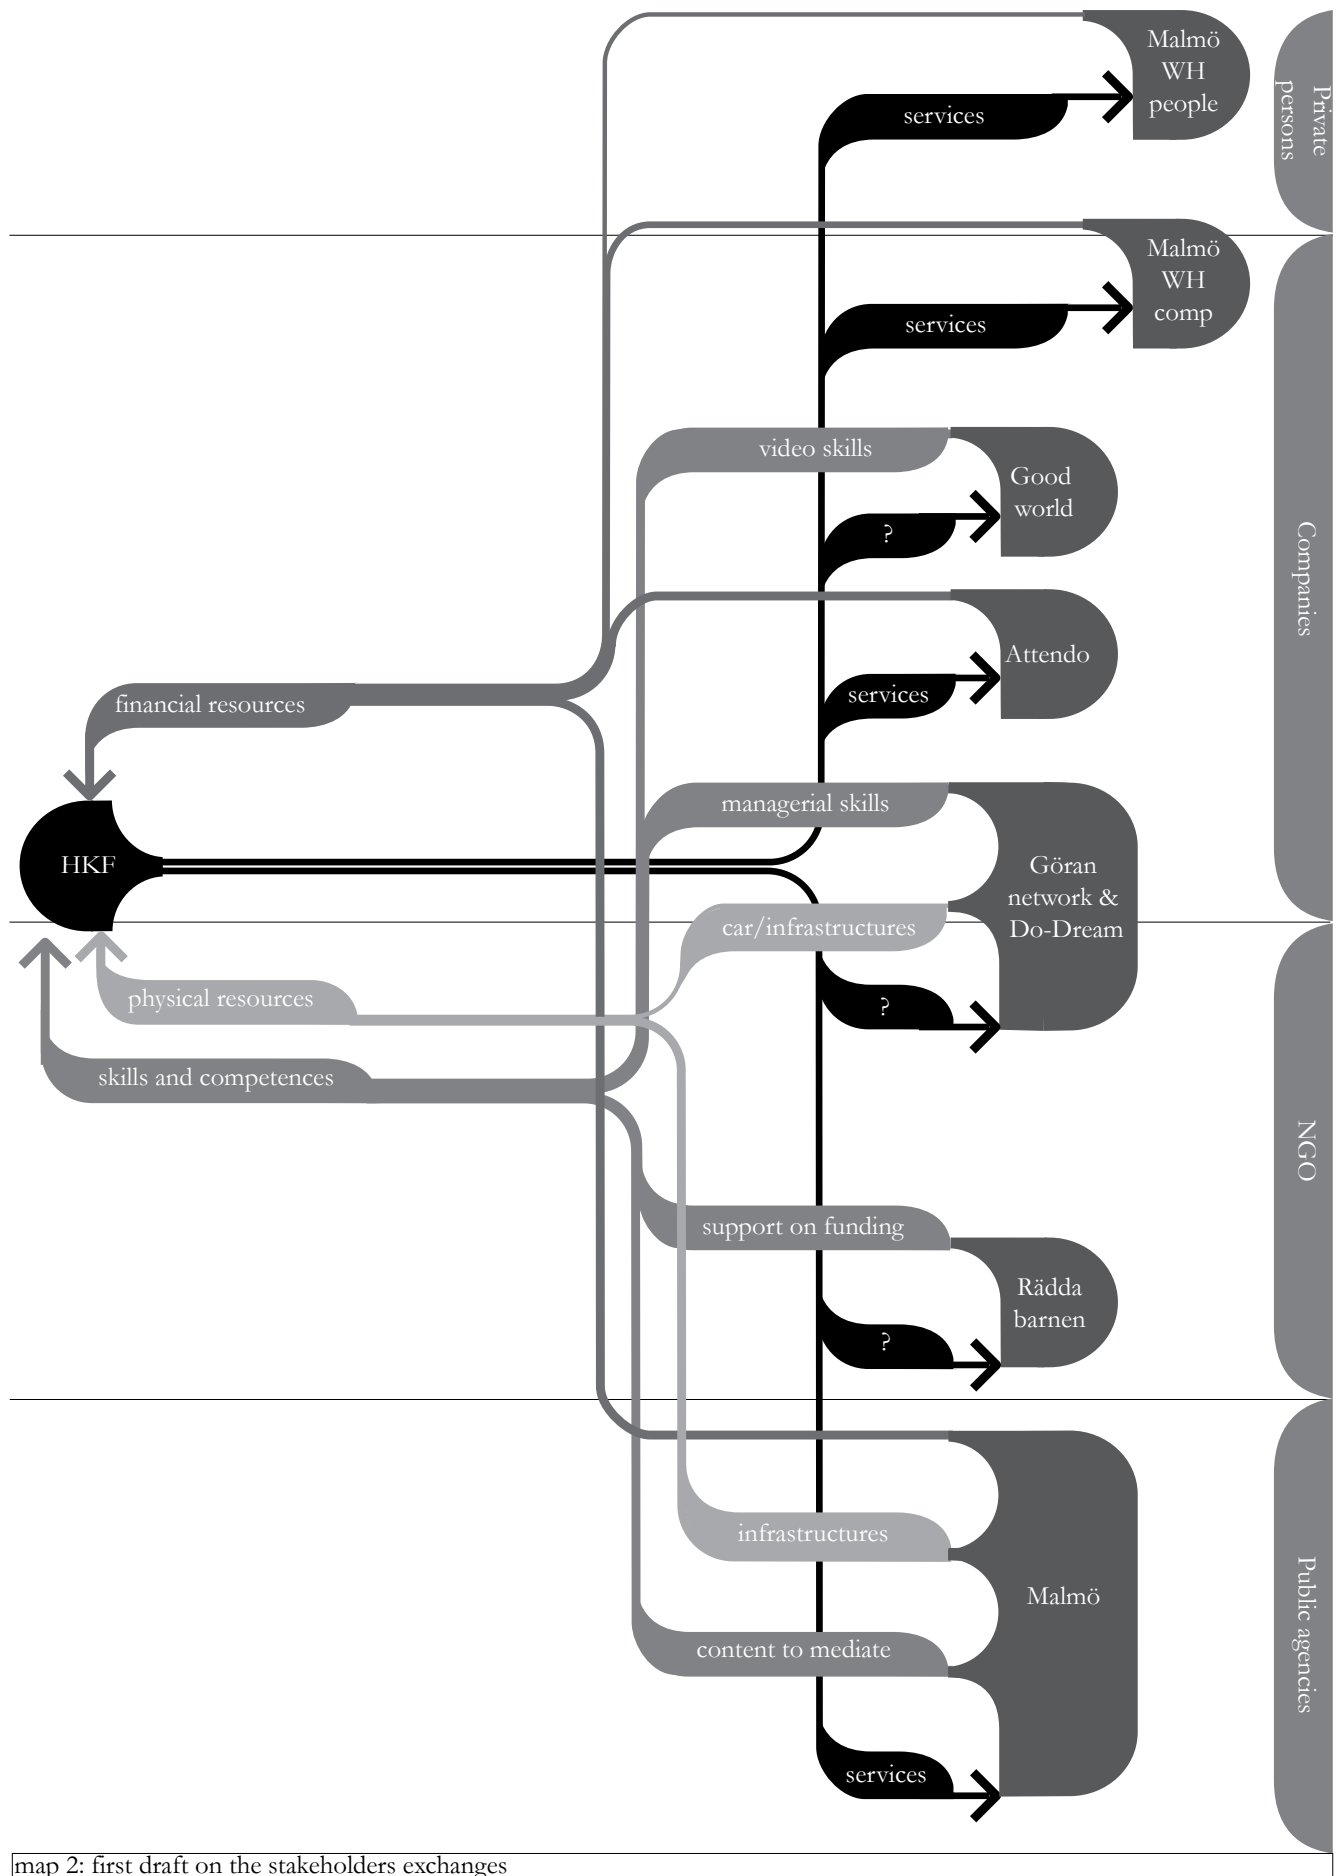 Malmö
WH
people
Private
persons
services
Malmö
WH
comp
services
video skills
Good
world
?
Companies
Attendo
services
financial resources
managerial skills
HKF
Göran
network &
Do-Dream
car/infrastructures
physical resources
?
skills and competences
NGO
support on funding
Rädda
barnen
?
infrastructures
Malmö
Public agencies
content to mediate
services
map 2: first draft on the stakeholders exchanges